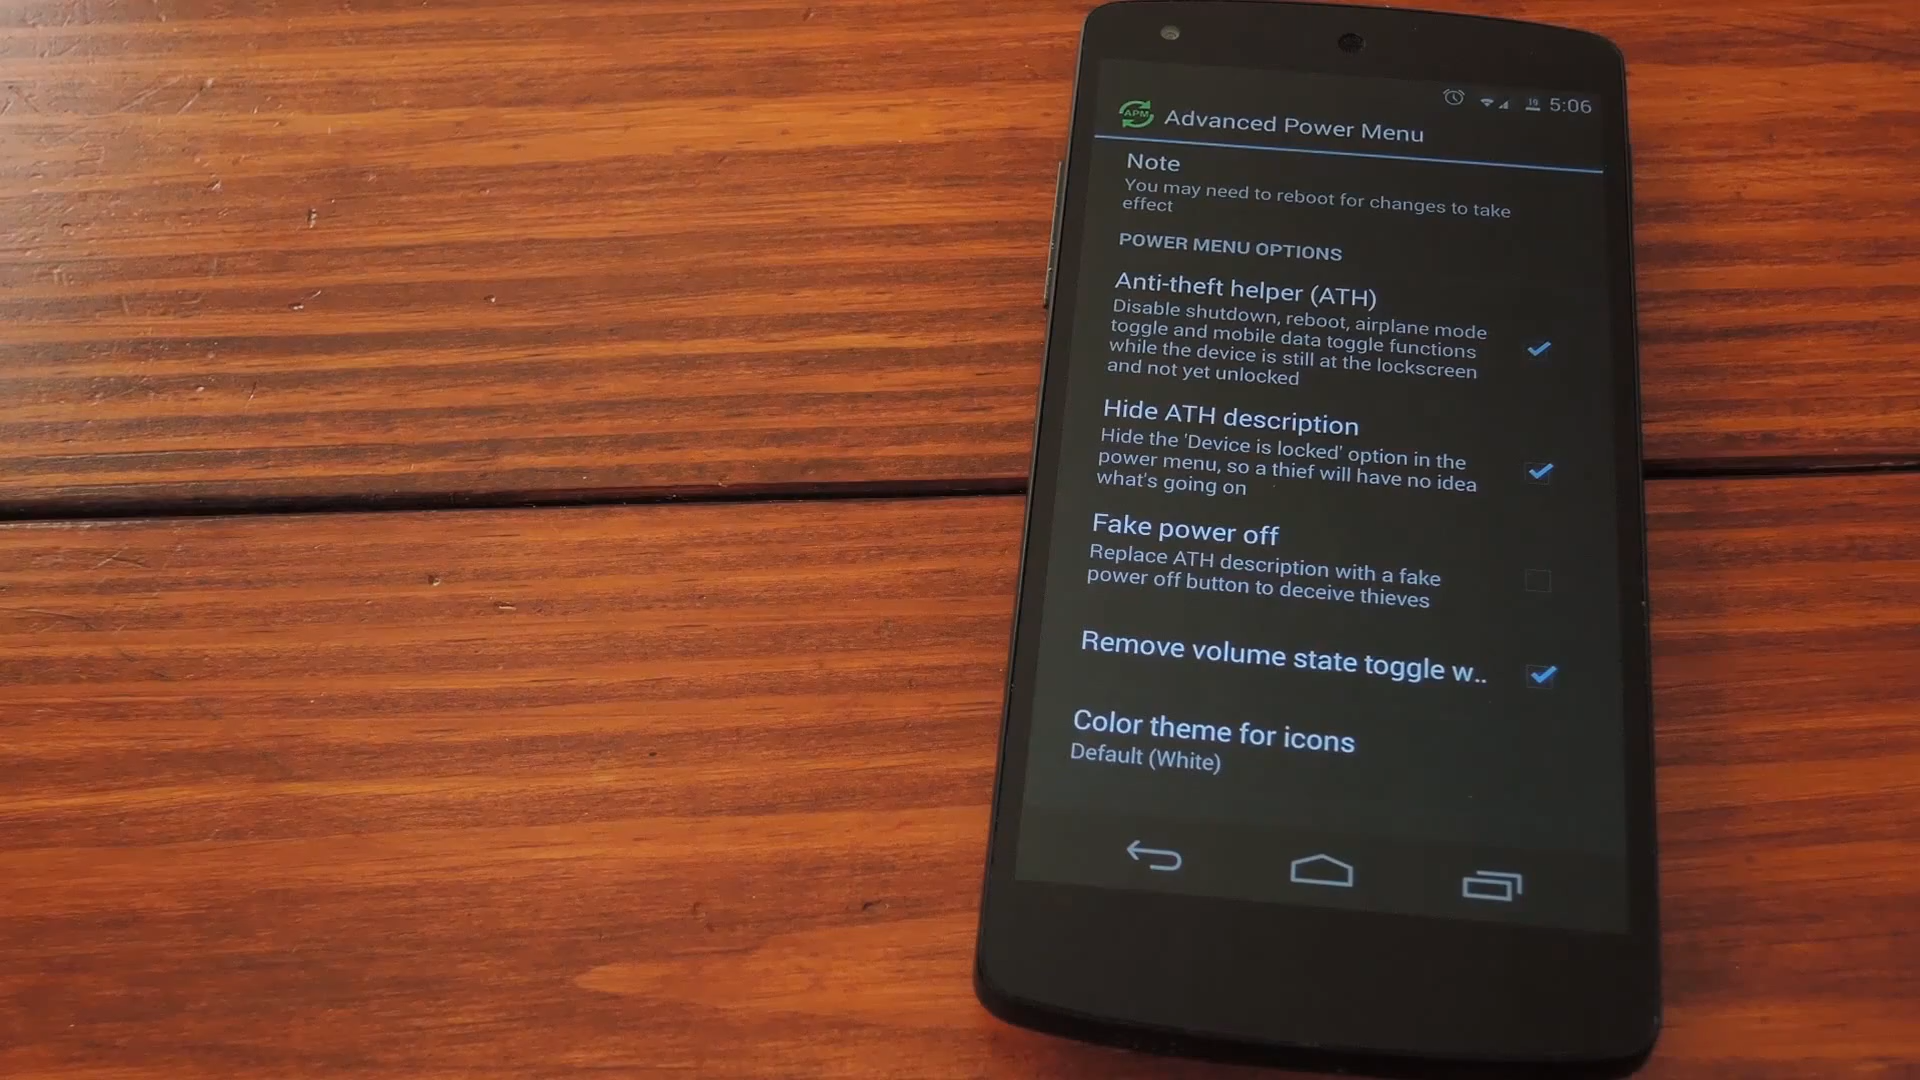 19 5:06
APM Advanced Power Menu
Note
You may need to reboot for changes to take
effect
POWER MENU OPTIONS
Anti-theft helper (ATH)
Disable shutdown, reboot, airplane mode
toggle and mobile data toggle functions
while the device is still at the lockscreen
and not yet unlocked
Hide ATH description
Hide the 'Device is locked' option in the
power menu, so a thief will have no idea
what's going on
Fake power off
Replace ATH description with a fake
power off button to deceive thieves
Remove volume state toggle w..
Color theme for icons
Default (White)